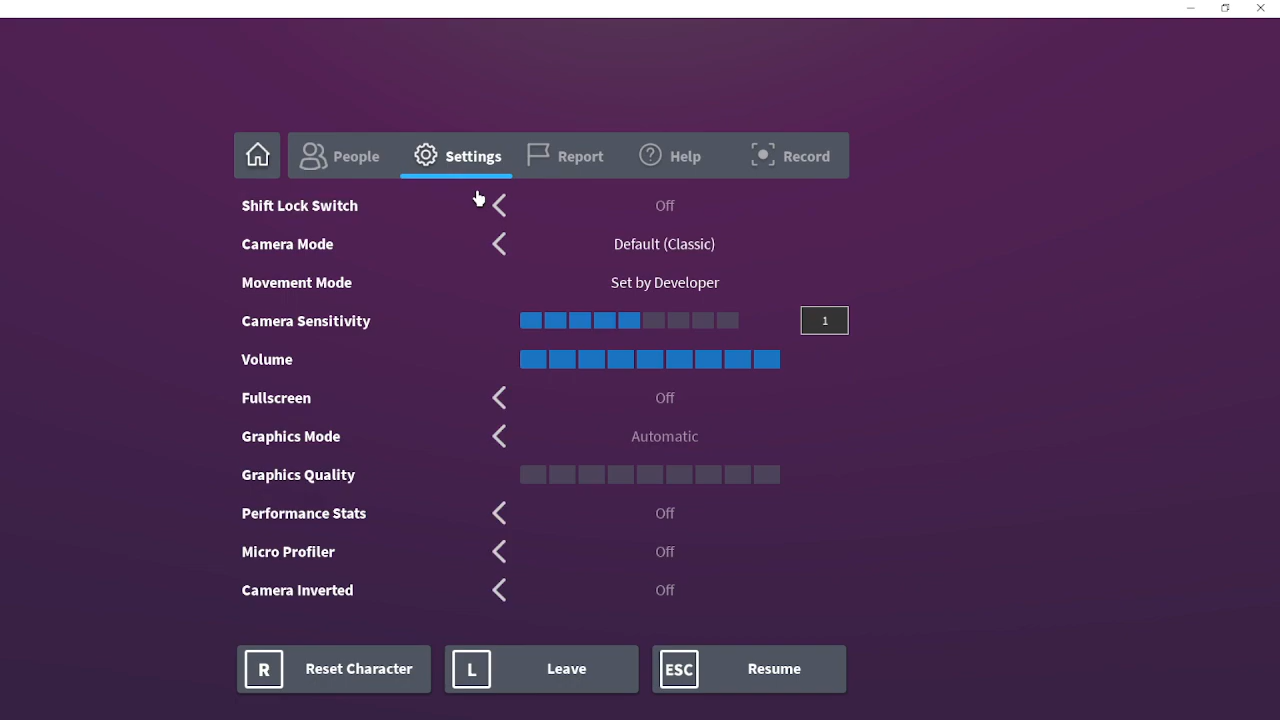 People Settings Report Help Record
Shift Lock Switch Off
Camera Mode Default (Classic)
Movement Mode Set by Developer
Camera Sensitivity 1
Volume
Fullscreen Off
Graphics Mode Automatic
Graphics Quality
Performance Stats Off
Micro Profiler Off
Camera Inverted Off
R Reset Character L Leave ESC Resume